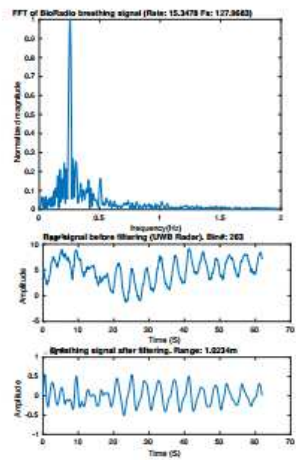 FFT of BioRadio breathing signal (Rate: 15.3478 Fs: 127.9683)
1
0.9
0.8
0.7
0.6
0.5
0.4
0.3
0.2
0.1
0
0 0.5 1 1.5 2
Normalized magnitude
frequency(Hz)
signal before filtering (UWB Radar). Bin#: 263
10
5
0
-5
0 10 20 30 40 50 60 70
Amplitude
Time (S)
signal after filtering. Range: 1.0234m
1
0.5
0
-0.5
-1
0 10 20 30 40 50 60 70
Amplitude
Time (S)